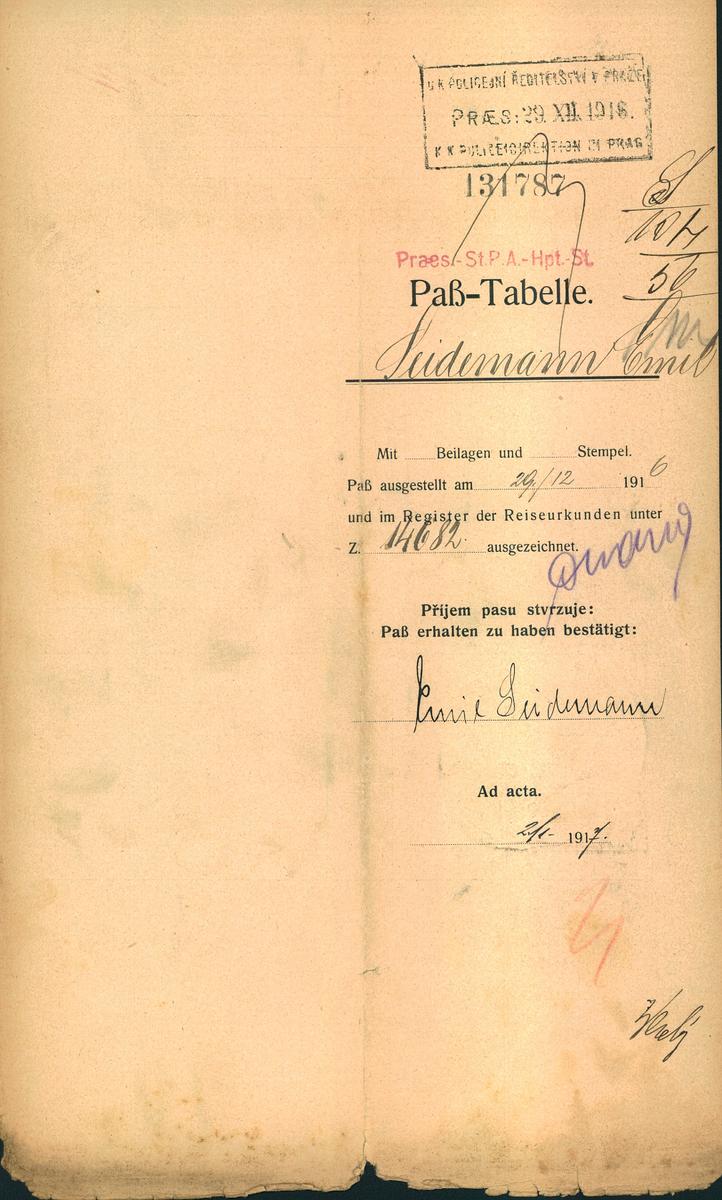 C K POLICEJNÍ ŘEDITELSTVÍ V PRAZE
PRÆS: 29. XII. 1916.
K K POLIZEIDIREKTION IN PRAG
131787
S
104
56
Praes.-St.P.A.-Hpt.-St.
Paß-Tabelle.
Seidemann Emil
Mit Beilagen und Stempel.
Paß ausgestellt am 29/12 1916
und im Register der Reiseurkunden unter
Z. 14682. ausgezeichnet.
Příjem pasu stvrzuje:
Paß erhalten zu haben bestätigt:
Emil Seidemann
Ad acta.
2/1. 1917.